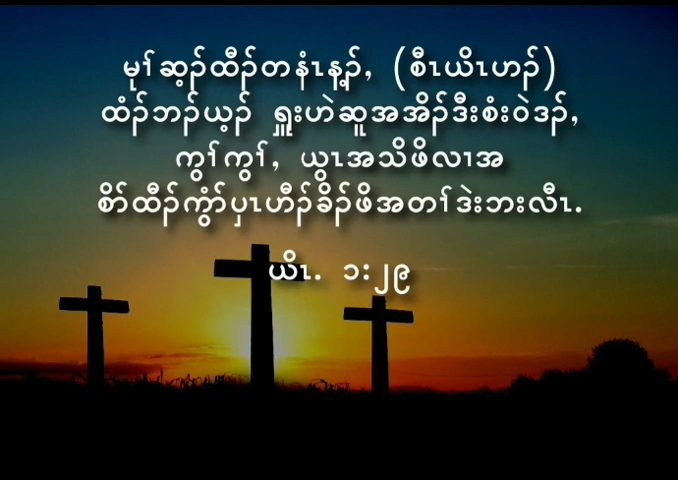 မုၢ်ဆ့ၣ်ထီၣ်တနံၤန့ၣ်, (စီၤယိၤဟၣ်)
ထံၣ်ဘၣ်ယ့ၣ် ရှူးဟဲဆူအအိၣ်ဒီးစံးဝဲဒၣ်,
ကွၢ်ကွၢ်, ယွၤအသိဖိလၢအ
စိာ်ထီၣ်ကွံာ်ပှၤဟီၣ်ခိၣ်ဖိအတၢ်ဒဲးဘးလီၤ.
ယိၤ. ၁:၂၉